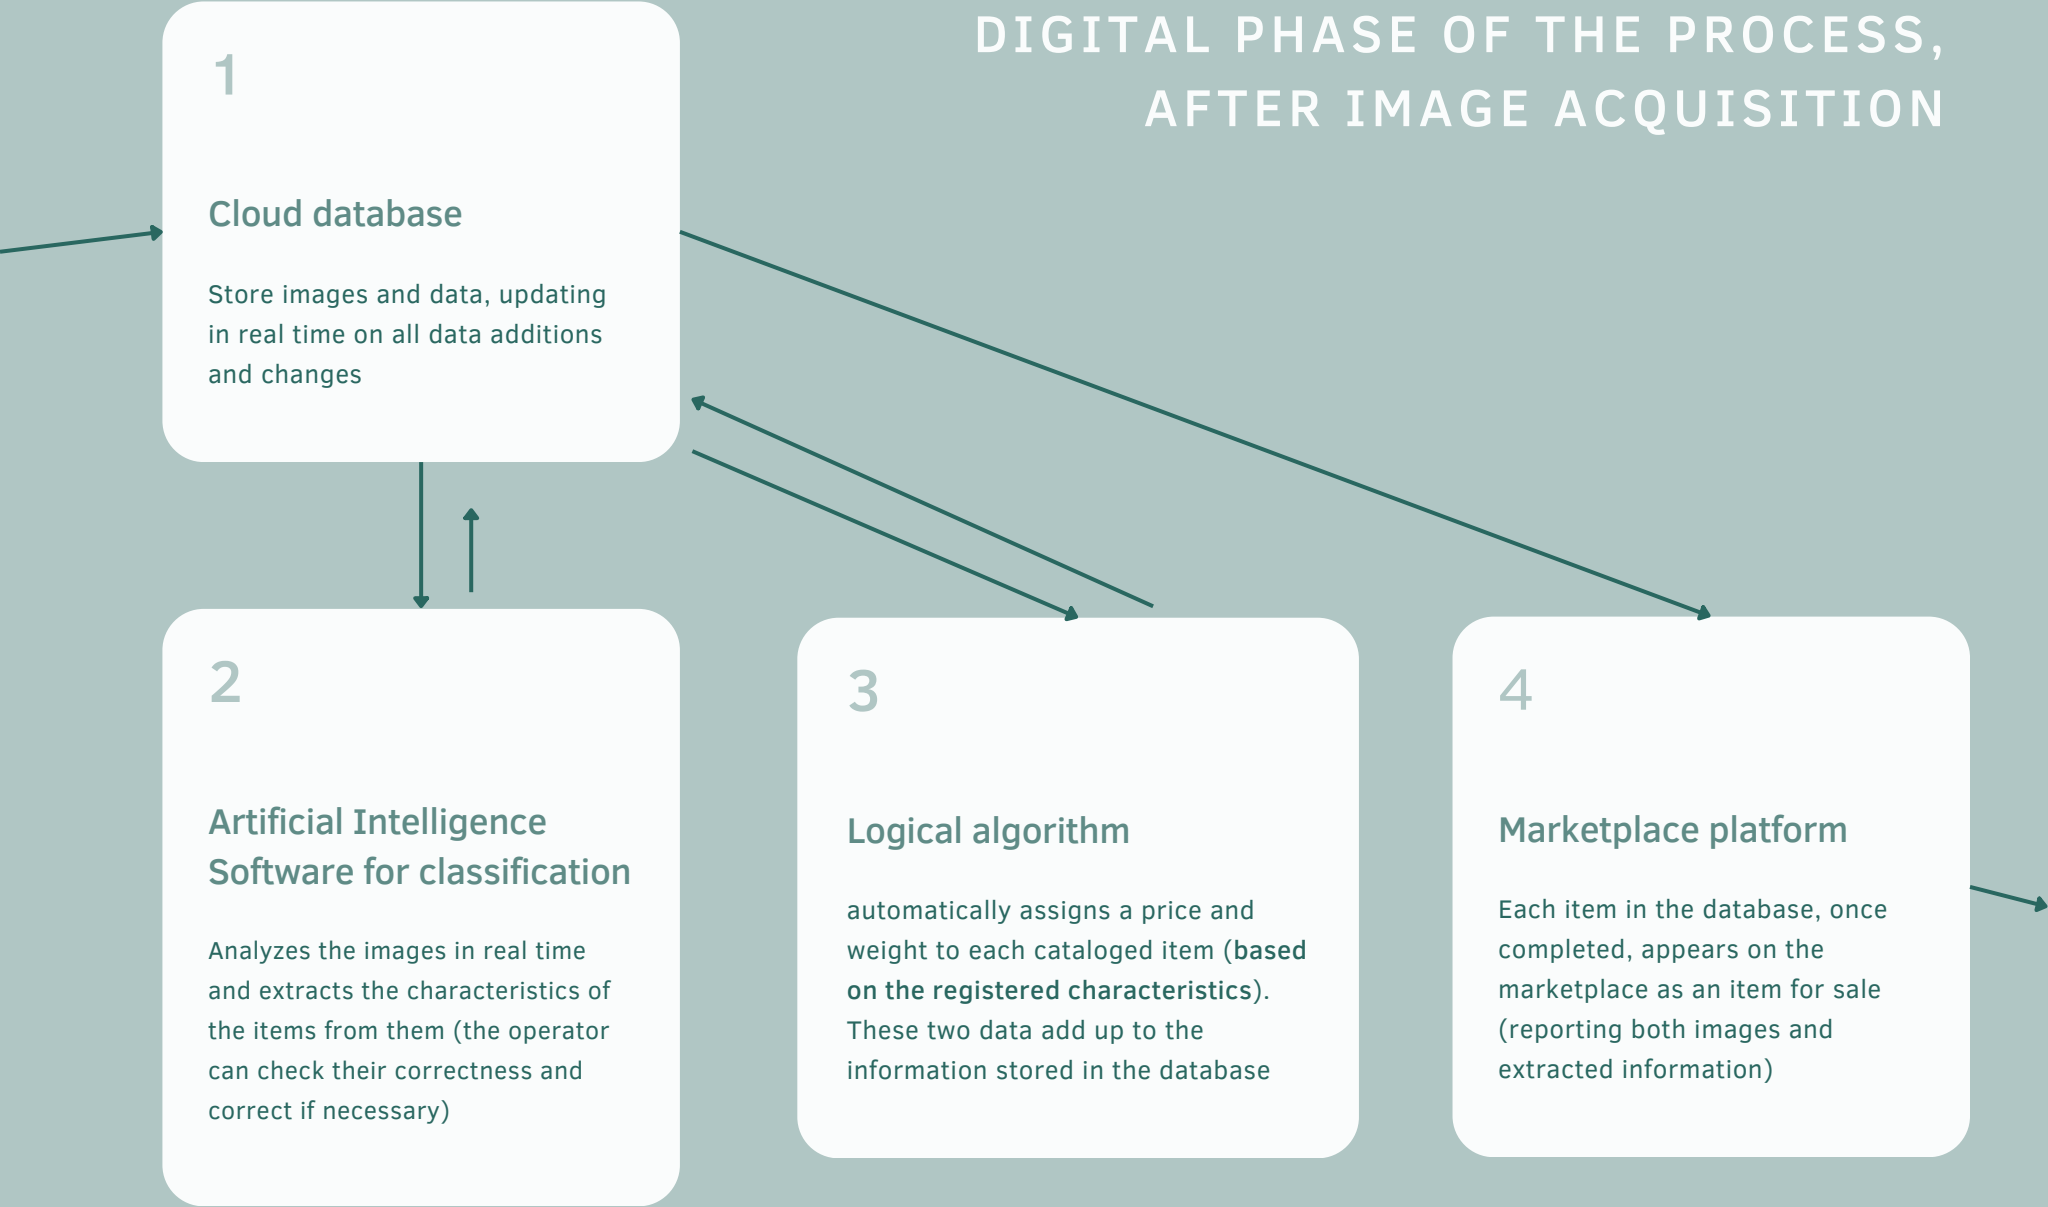 DIGITAL PHASE OF THE PROCESS,
AFTER IMAGE ACQUISITION
1
Cloud database
Store images and data, updating
in real time on all data additions
and changes
2
Artificial Intelligence
Software for classification
Analyzes the images in real time
and extracts the characteristics of
the items from them (the operator
can check their correctness and
correct if necessary)
3
Logical algorithm
automatically assigns a price and
weight to each cataloged item (based
on the registered characteristics).
These two data add up to the
information stored in the database
4
Marketplace platform
Each item in the database, once
completed, appears on the
marketplace as an item for sale
(reporting both images and
extracted information)